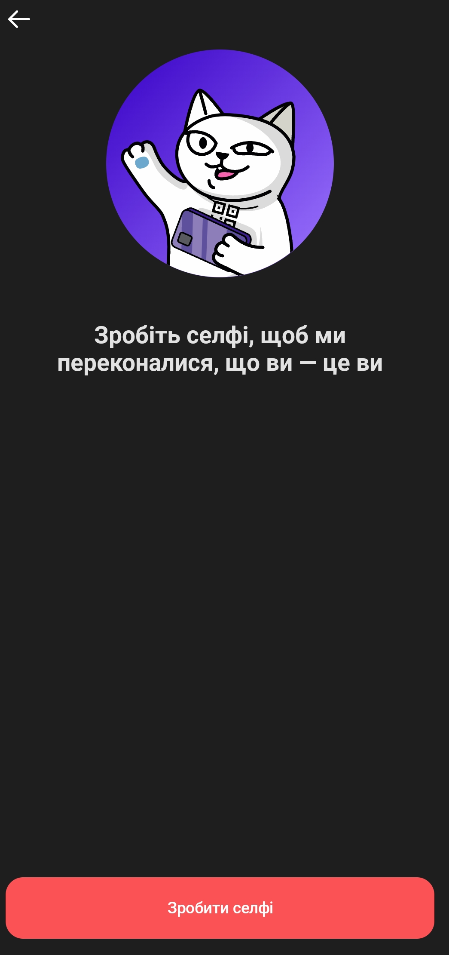 Зробіть селфі, щоб ми
переконалися, що ви — це ви
Зробити селфі